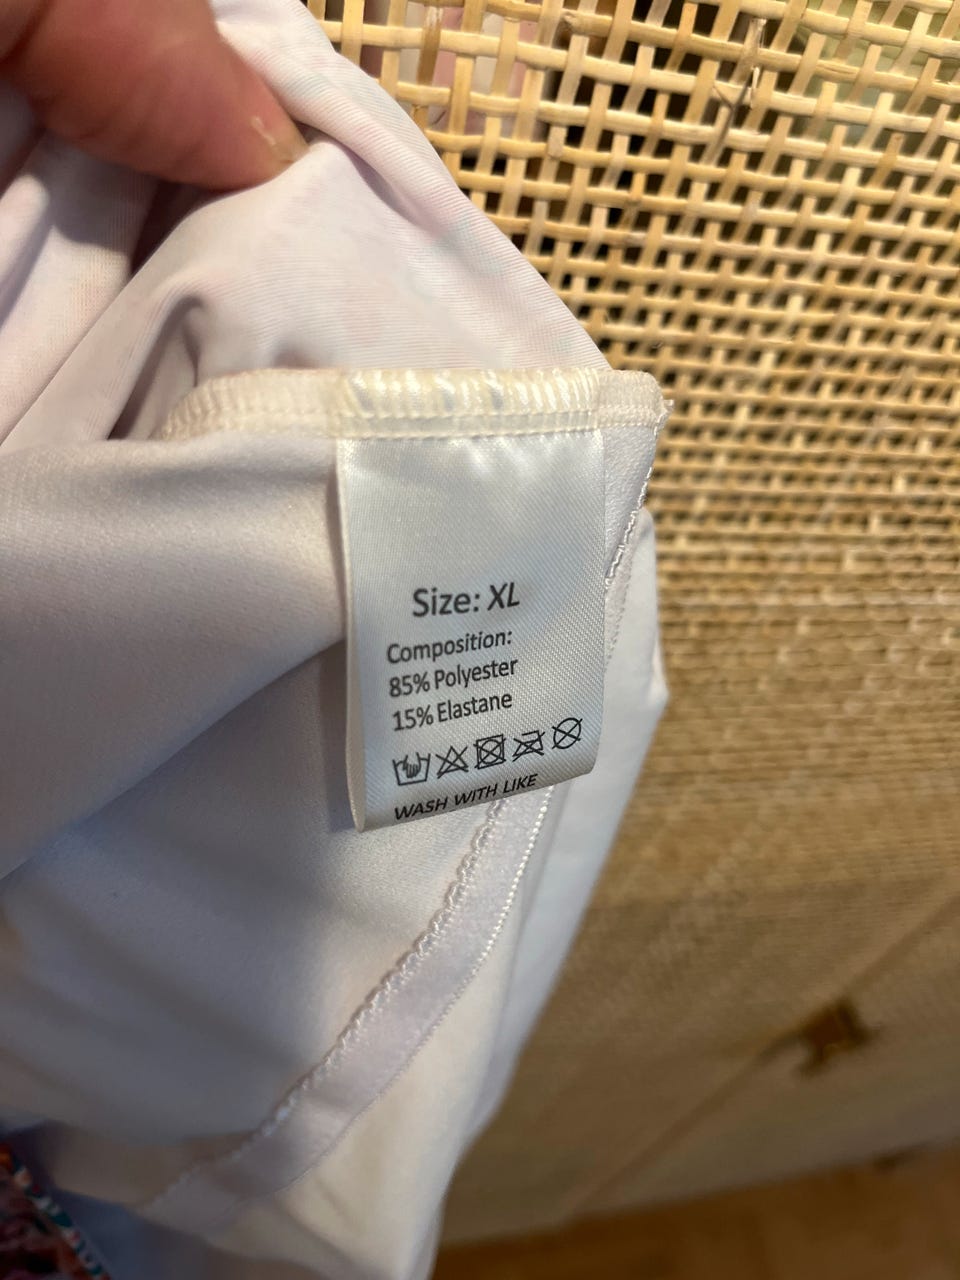 Size: XL
Composition:
85% Polyester
15% Elastane
WASH WITH LIKE